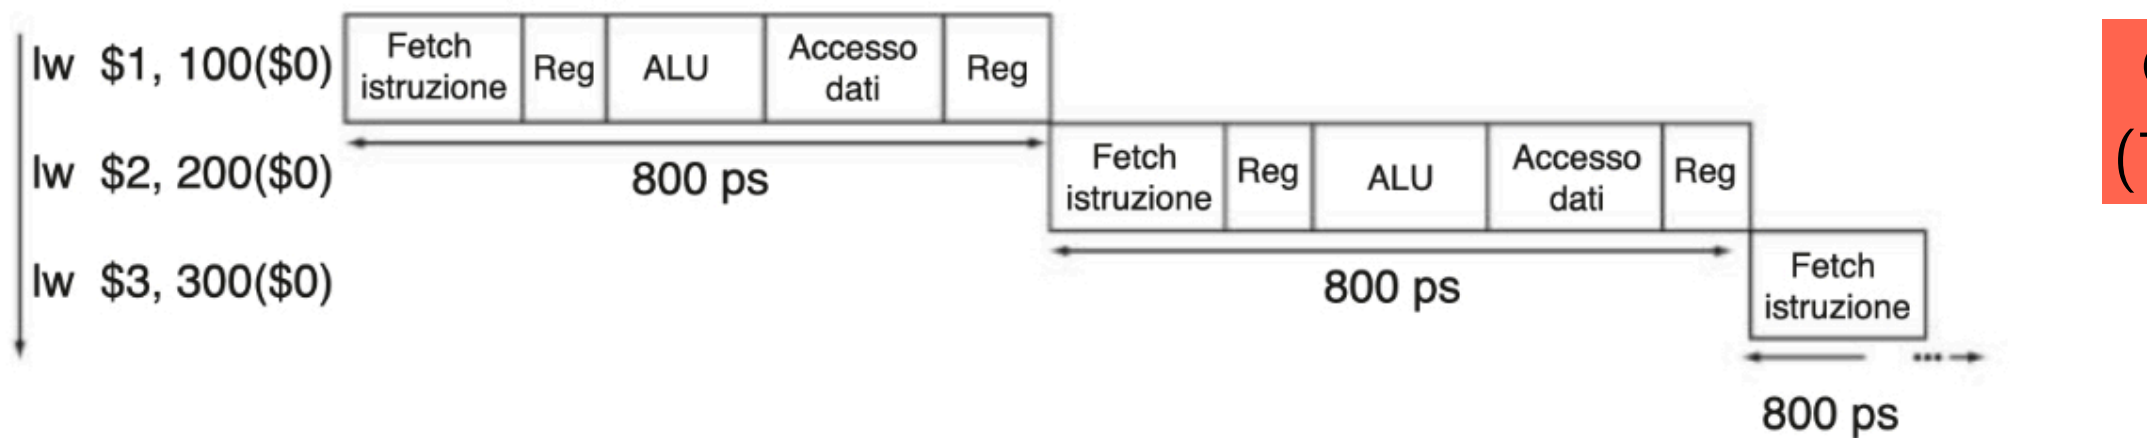 lw $1, 100($0)
Fetch
istruzione
Reg
ALU
Accesso
dati
Reg
800 ps
lw $2, 200($0)
Fetch
istruzione
Reg
ALU
Accesso
dati
Reg
800 ps
lw $3, 300($0)
Fetch
istruzione
800 ps